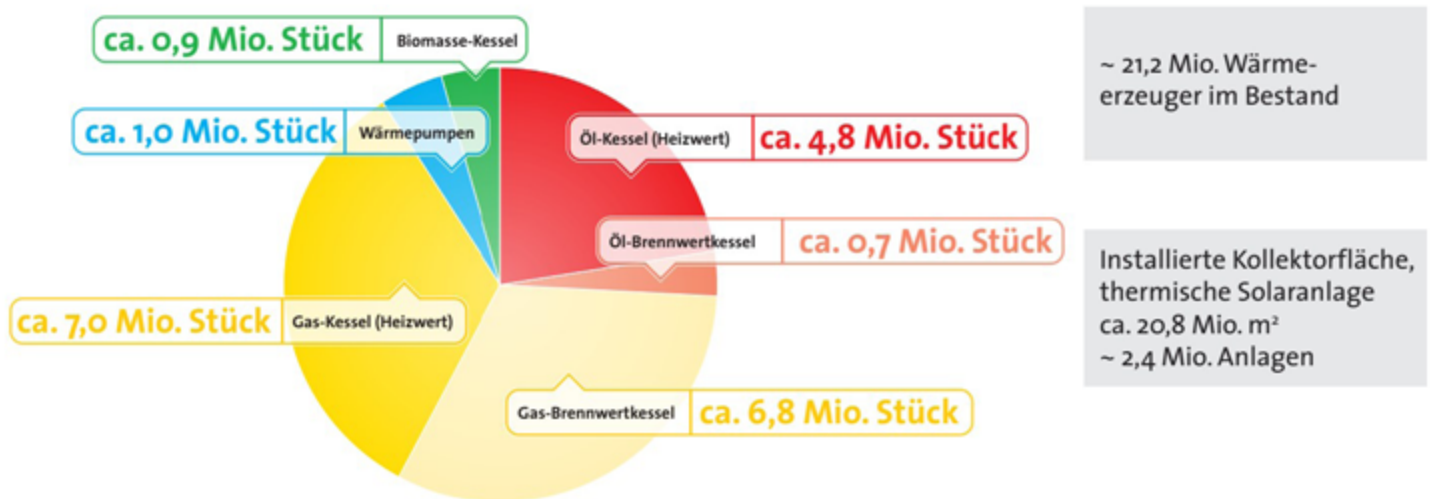 ca. 0,9 Mio. Stück Biomasse-Kessel
ca. 1,0 Mio. Stück Wärmepumpen
Öl-Kessel (Heizwert) ca. 4,8 Mio. Stück
Öl-Brennwertkessel ca. 0,7 Mio. Stück
ca. 7,0 Mio. Stück Gas-Kessel (Heizwert)
Gas-Brennwertkessel ca. 6,8 Mio. Stück
~ 21,2 Mio. Wärme-
erzeuger im Bestand
Installierte Kollektorfläche,
thermische Solaranlage
ca. 20,8 Mio. m²
~ 2,4 Mio. Anlagen